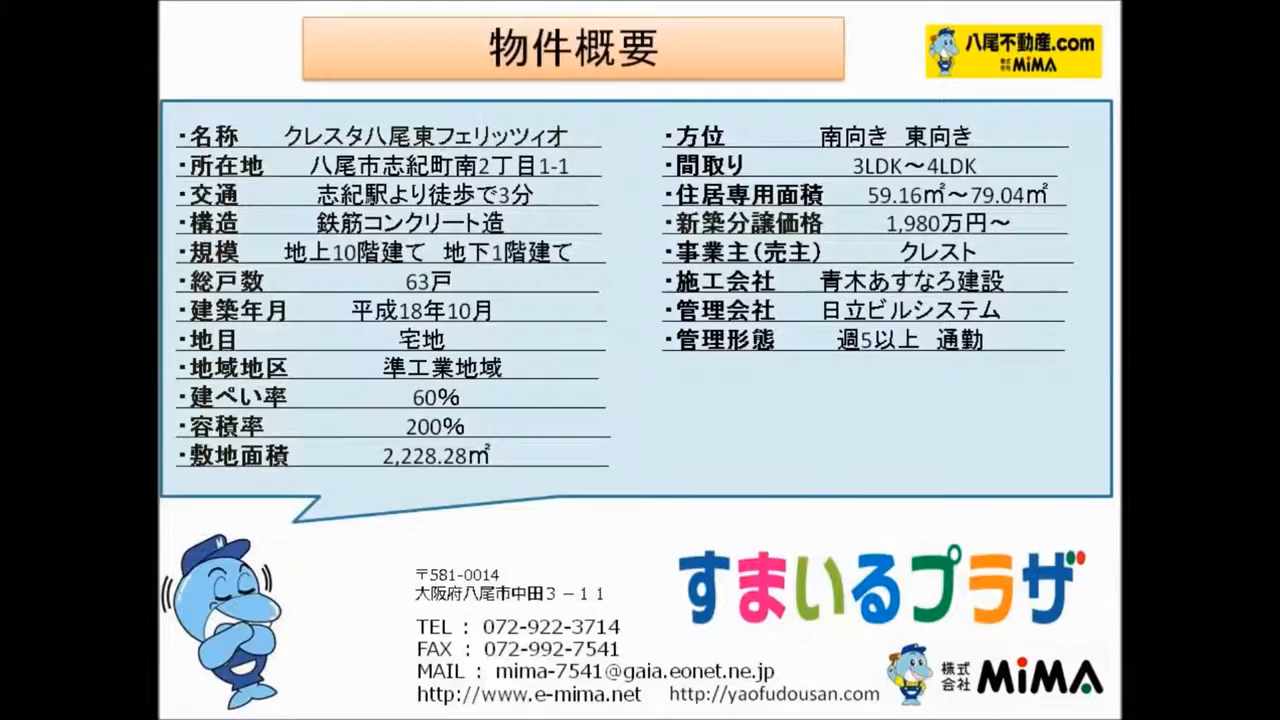 物件概要
八尾不動産.com
株式会社 MiMA
・名称 クレスタ八尾東フェリッツィオ
・所在地 八尾市志紀町南2丁目1-1
・交通 志紀駅より徒歩で3分
・構造 鉄筋コンクリート造
・規模 地上10階建て 地下1階建て
・総戸数 63戸
・建築年月 平成18年10月
・地目 宅地
・地域地区 準工業地域
・建ぺい率 60%
・容積率 200%
・敷地面積 2,228.28㎡
・方位 南向き 東向き
・間取り 3LDK～4LDK
・住居専用面積 59.16㎡～79.04㎡
・新築分譲価格 1,980万円～
・事業主（売主） クレスト
・施工会社 青木あすなろ建設
・管理会社 日立ビルシステム
・管理形態 週5以上 通勤
〒581-0014
大阪府八尾市中田３－１１
TEL ： 072-922-3714
FAX ： 072-992-7541
MAIL ： mima-7541@gaia.eonet.ne.jp
http://www.e-mima.net http://yaofudousan.com
すまいるプラザ
株式会社 MiMA
M